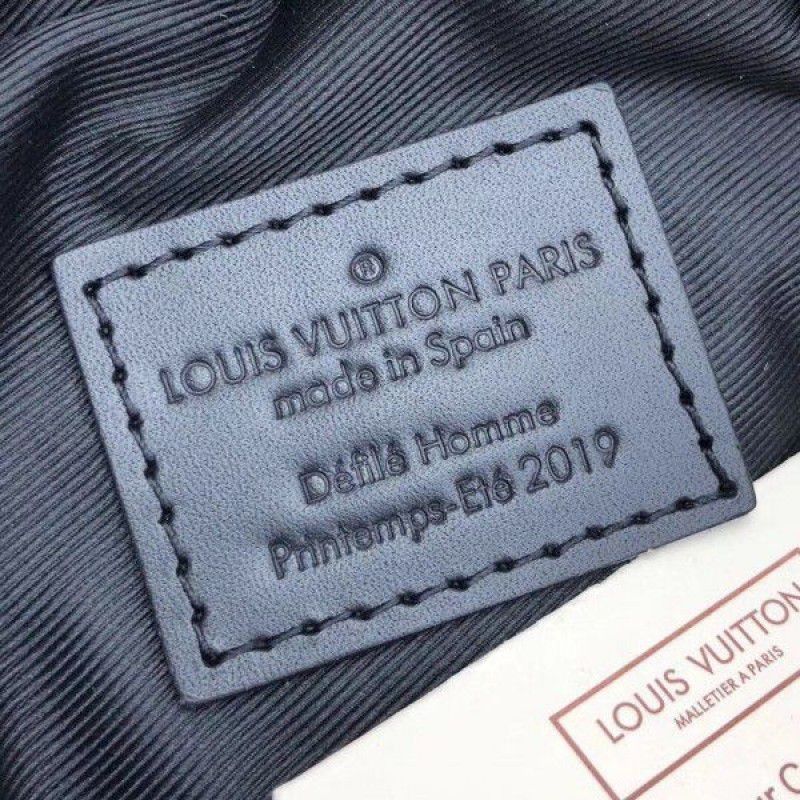 ®
LOUIS VUITTON PARIS
made in Spain
Défilé Homme
Printemps-Eté 2019
LOUIS VUITTON
MALLETIER A PARIS